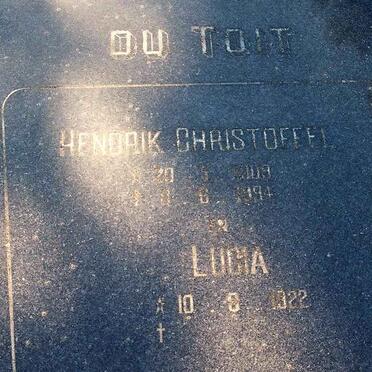 DU TOIT
HENDRIK CHRISTOFFEL
EN
LUCIA
* 10 . 8 . 1922
†